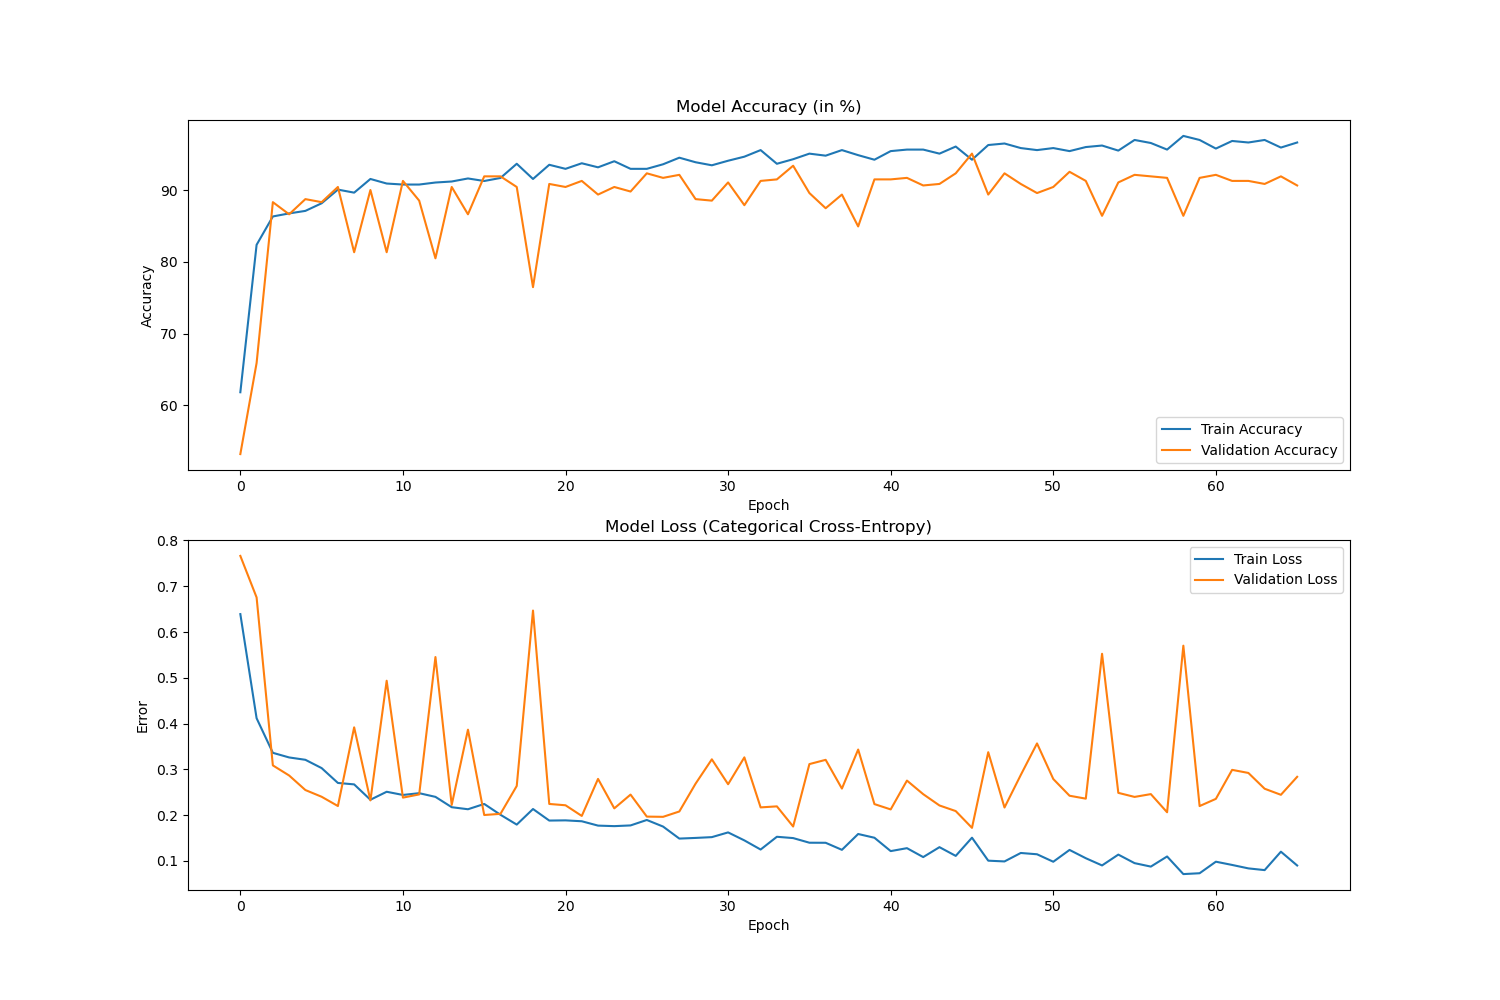 Model Accuracy (in %)
Accuracy
90
80
70
60
Train Accuracy
Validation Accuracy
0 10 20 30 40 50 60
Epoch
Model Loss (Categorical Cross-Entropy)
Error
0.8
0.7
0.6
0.5
0.4
0.3
0.2
0.1
Train Loss
Validation Loss
0 10 20 30 40 50 60
Epoch